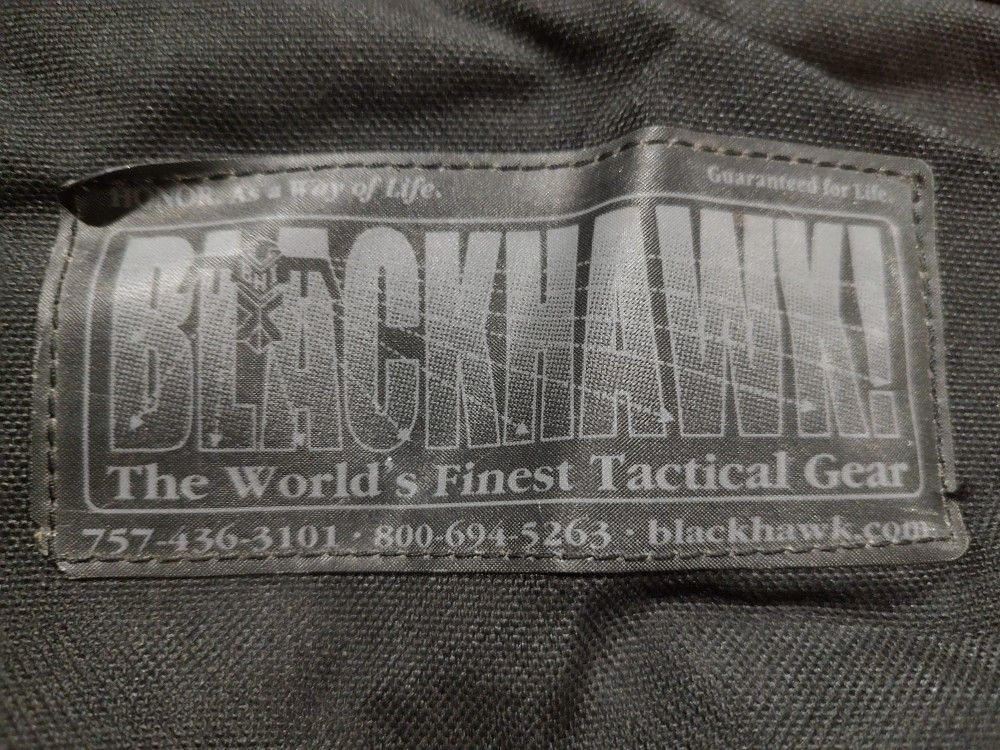 HONOR. AS a Way of Life.
Guaranteed for Life.
BLACKHAWK!
The World's Finest Tactical Gear
757-436-3101 · 800-694-5263 · blackhawk.com